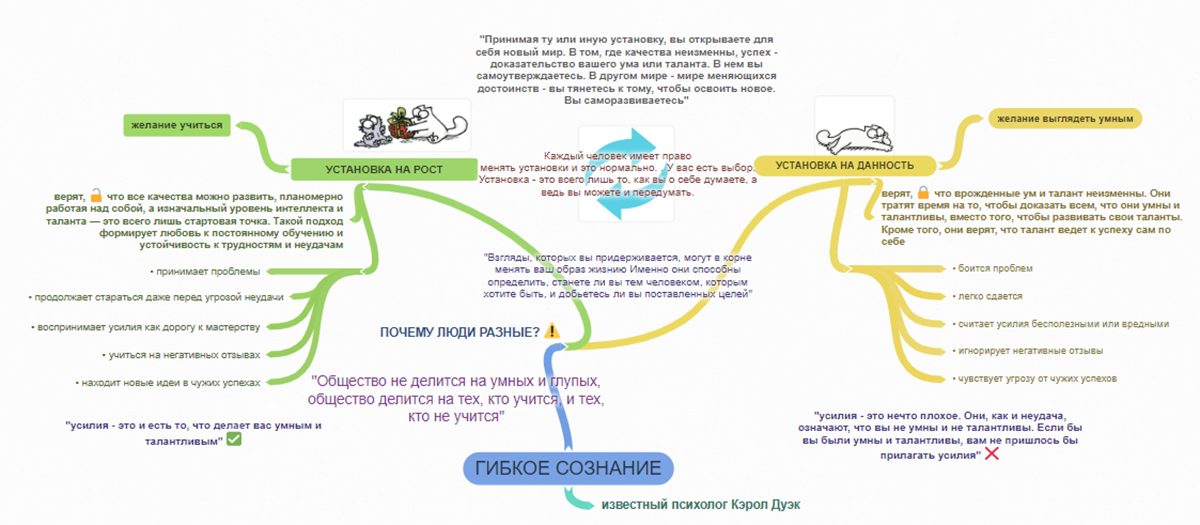 "Принимая ту или иную установку, вы открываете для
себя новый мир. В том, где качества неизменны, успех -
доказательство вашего ума или таланта. В нем вы
самоутверждаетесь. В другом мире - мире меняющихся
достоинств - вы тянетесь к тому, чтобы освоить новое.
Вы саморазвиваетесь"
желание учиться
желание выглядеть умным
УСТАНОВКА НА РОСТ
Каждый человек имеет право
менять установки и это нормально. . У вас есть выбор.
Установка - это всего лишь то, как вы о себе думаете, а
ведь вы можете и передумать.
УСТАНОВКА НА ДАННОСТЬ
верят, 🔓 что все качества можно развить, планомерно
работая над собой, а изначальный уровень интеллекта и
таланта — это всего лишь стартовая точка. Такой подход
формирует любовь к постоянному обучению и
устойчивость к трудностям и неудачам
верят, 🔒 что врожденные ум и талант неизменны. Они
тратят время на то, чтобы доказать всем, что они умны и
талантливы, вместо того, чтобы развивать свои таланты.
Кроме того, они верят, что талант ведет к успеху сам по
себе
• принимает проблемы
• продолжает стараться даже перед угрозой неудачи
• воспринимает усилия как дорогу к мастерству
• учиться на негативных отзывах
• находит новые идеи в чужих успехах
"Взгляды, которых вы придерживается, могут в корне
менять ваш образ жизнию Именно они способны
определить, станете ли вы тем человеком, которым
хотите быть, и добьетесь ли вы поставленных целей"
• боится проблем
• легко сдается
• считает усилия бесполезными или вредными
• игнорирует негативные отзывы
• чувствует угрозу от чужих успехов
ПОЧЕМУ ЛЮДИ РАЗНЫЕ? ⚠
"Общество не делится на умных и глупых,
общество делится на тех, кто учится, и тех,
кто не учится"
"усилия - это и есть то, что делает вас умным и
талантливым" ✅
"усилия - это нечто плохое. Они, как и неудача,
означают, что вы не умны и не талантливы. Если бы
вы были умны и талантливы, вам не пришлось бы
прилагать усилия" ❌
ГИБКОЕ СОЗНАНИЕ
известный психолог Кэрол Дуэк